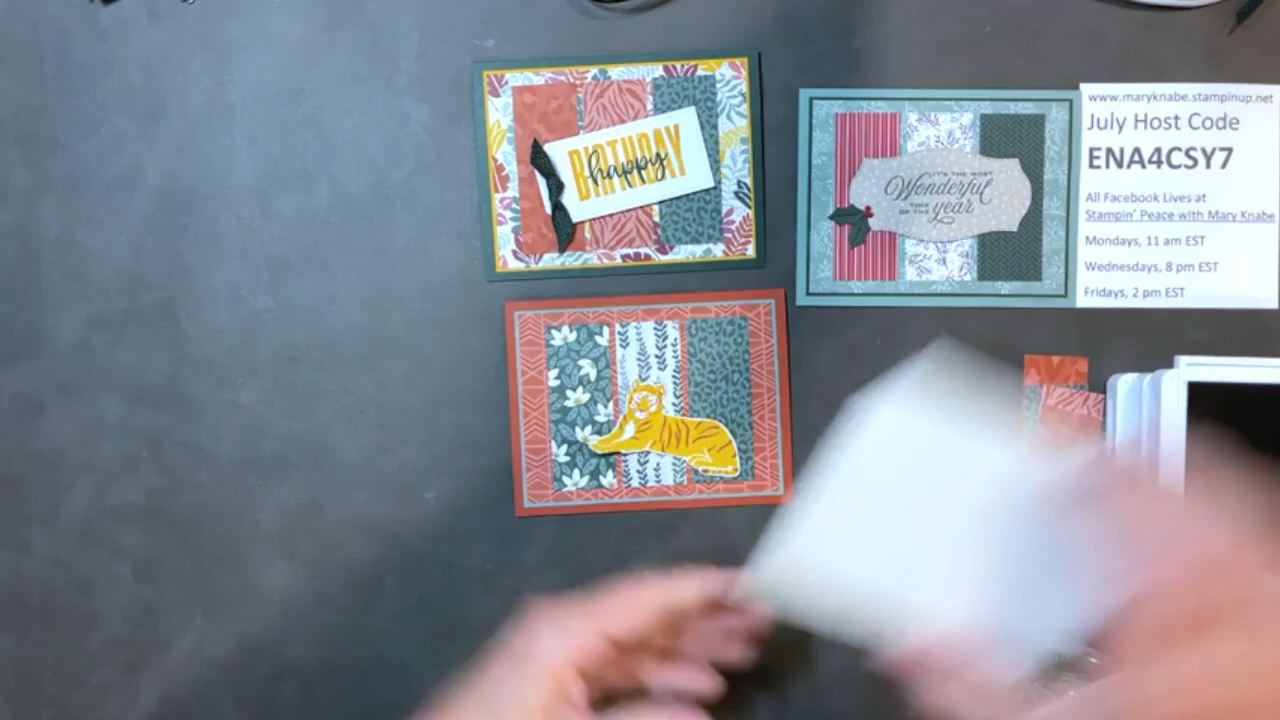 BIRTHDAY
happy
IT'S THE MOST
Wonderful
TIME
OF THE year
www.maryknabe.stampinup.net
July Host Code
ENA4CSY7
All Facebook Lives at
Stampin' Peace with Mary Knabe
Mondays, 11 am EST
Wednesdays, 8 pm EST
Fridays, 2 pm EST